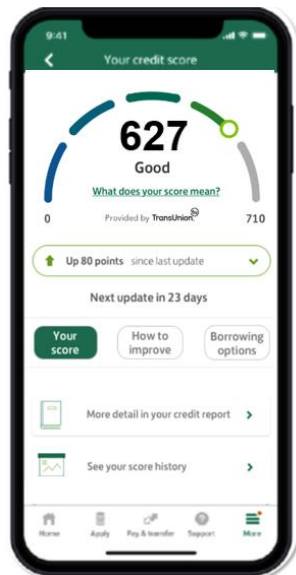 9:41
Your credit score
627
Good
What does your score mean?
0
Provided by TransUnion
710
Up 80 points since last update
Next update in 23 days
Your
score
How to
improve
Borrowing
options
More detail in your credit report
See your score history
Home
Apply
Pay & transfer
Support
More